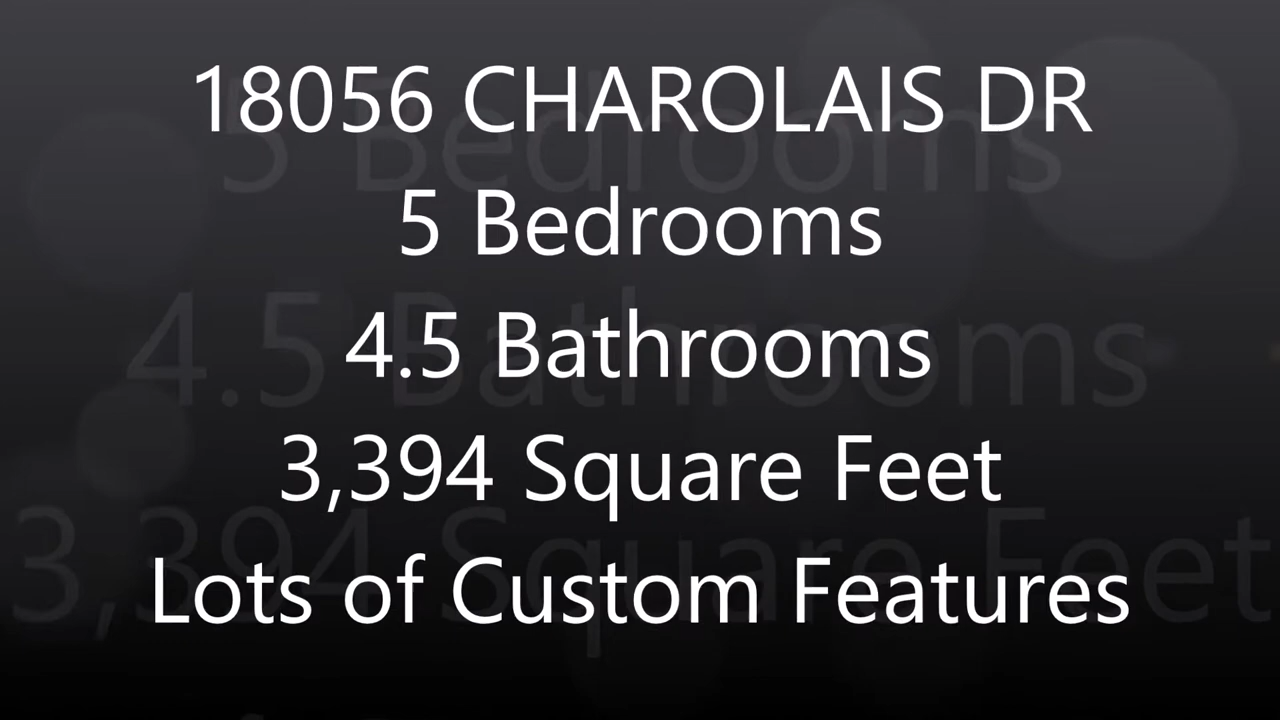 18056 CHAROLAIS DR
5 Bedrooms
4.5 Bathrooms
3,394 Square Feet
Lots of Custom Features